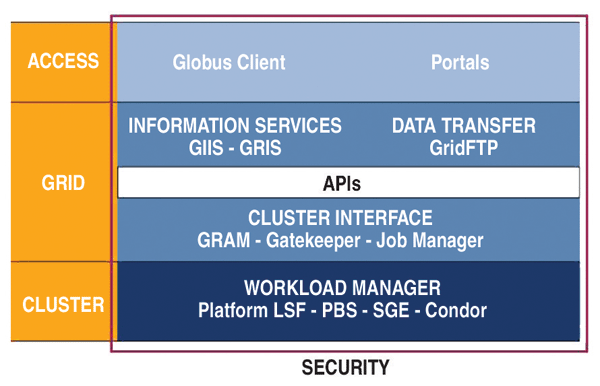 ACCESS
Globus Client
Portals
GRID
INFORMATION SERVICES
GIIS - GRIS
DATA TRANSFER
GridFTP
APIs
CLUSTER INTERFACE
GRAM - Gatekeeper - Job Manager
CLUSTER
WORKLOAD MANAGER
Platform LSF - PBS - SGE - Condor
SECURITY